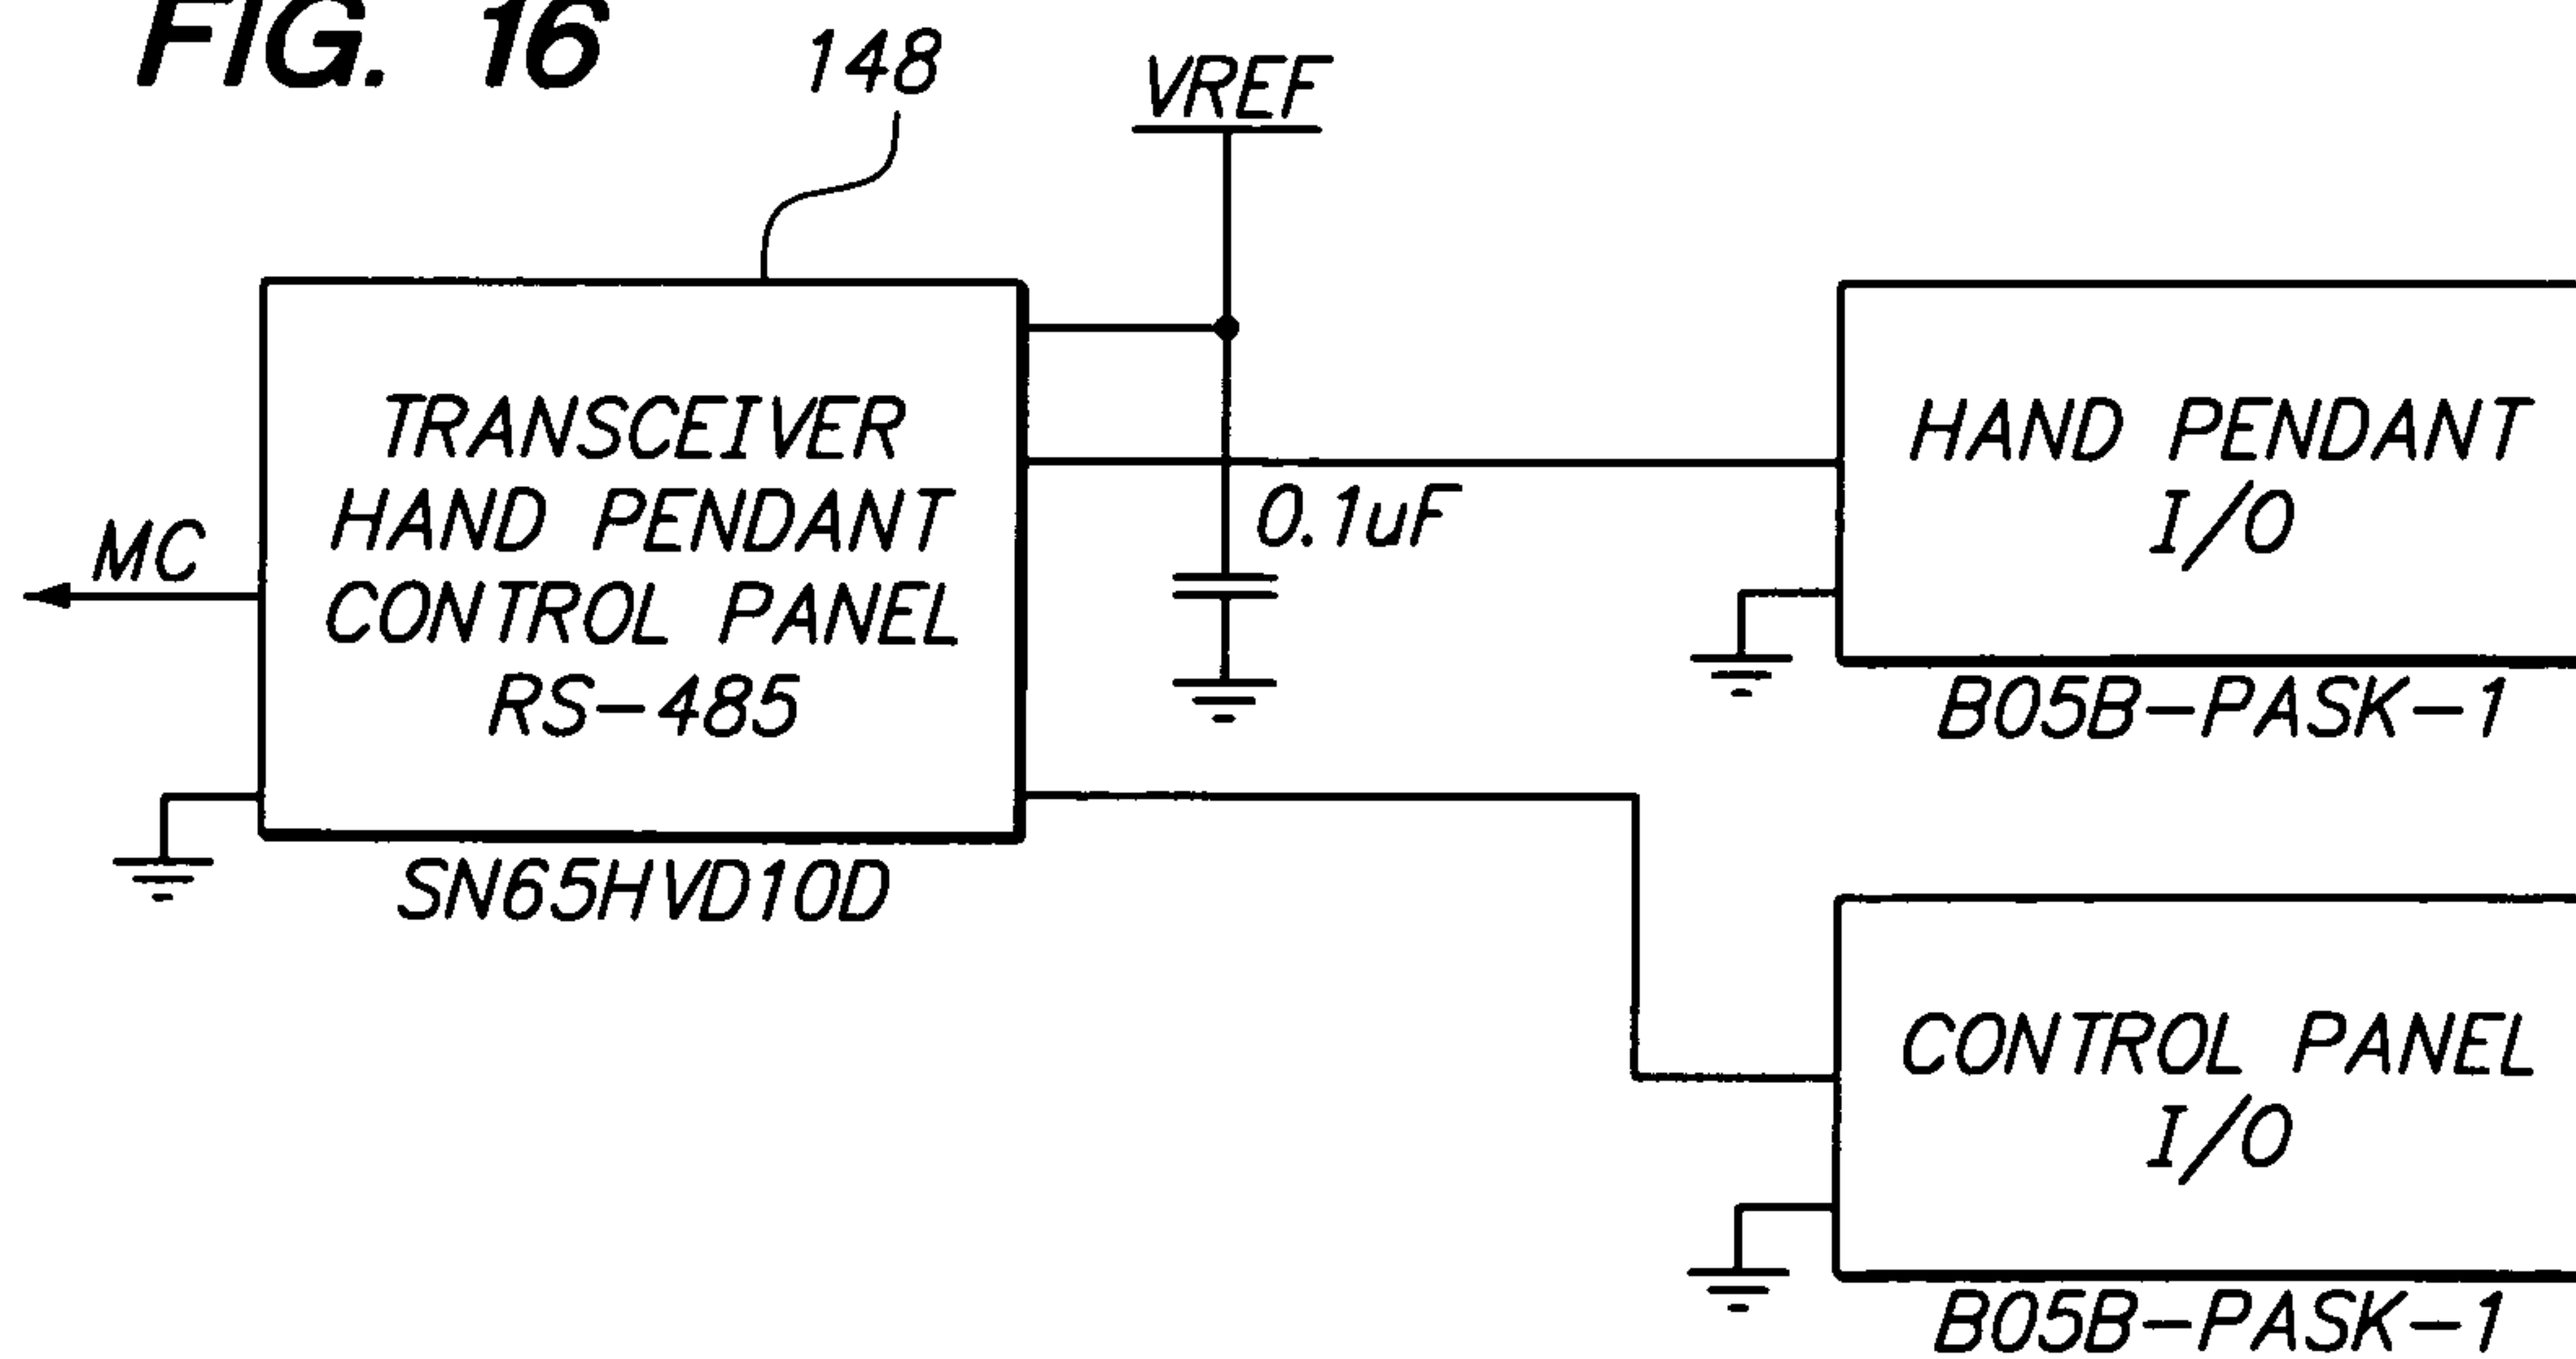 FIG. 16
148
VREF
TRANSCEIVER
HAND PENDANT
CONTROL PANEL
RS-485
MC
SN65HVD10D
0.1uF
HAND PENDANT
I/O
B05B-PASK-1
CONTROL PANEL
I/O
B05B-PASK-1